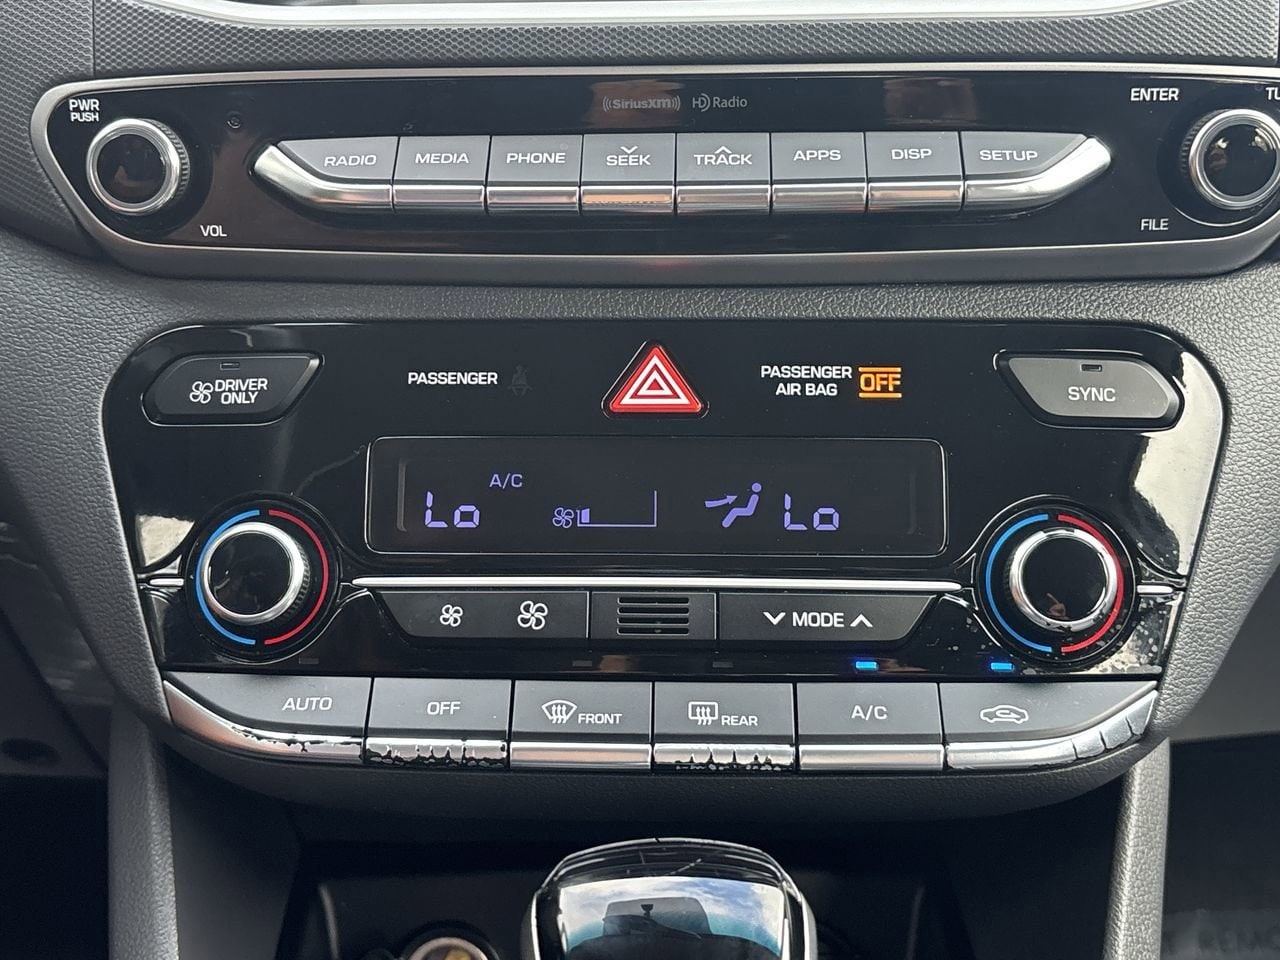 PWR
PUSH
VOL
((SiriusXM)) HD Radio
ENTER
FILE
RADIO MEDIA PHONE SEEK TRACK APPS DISP SETUP
DRIVER
ONLY
PASSENGER
PASSENGER
AIR BAG
OFF
SYNC
A/C
Lo
Lo
MODE
AUTO OFF FRONT REAR A/C